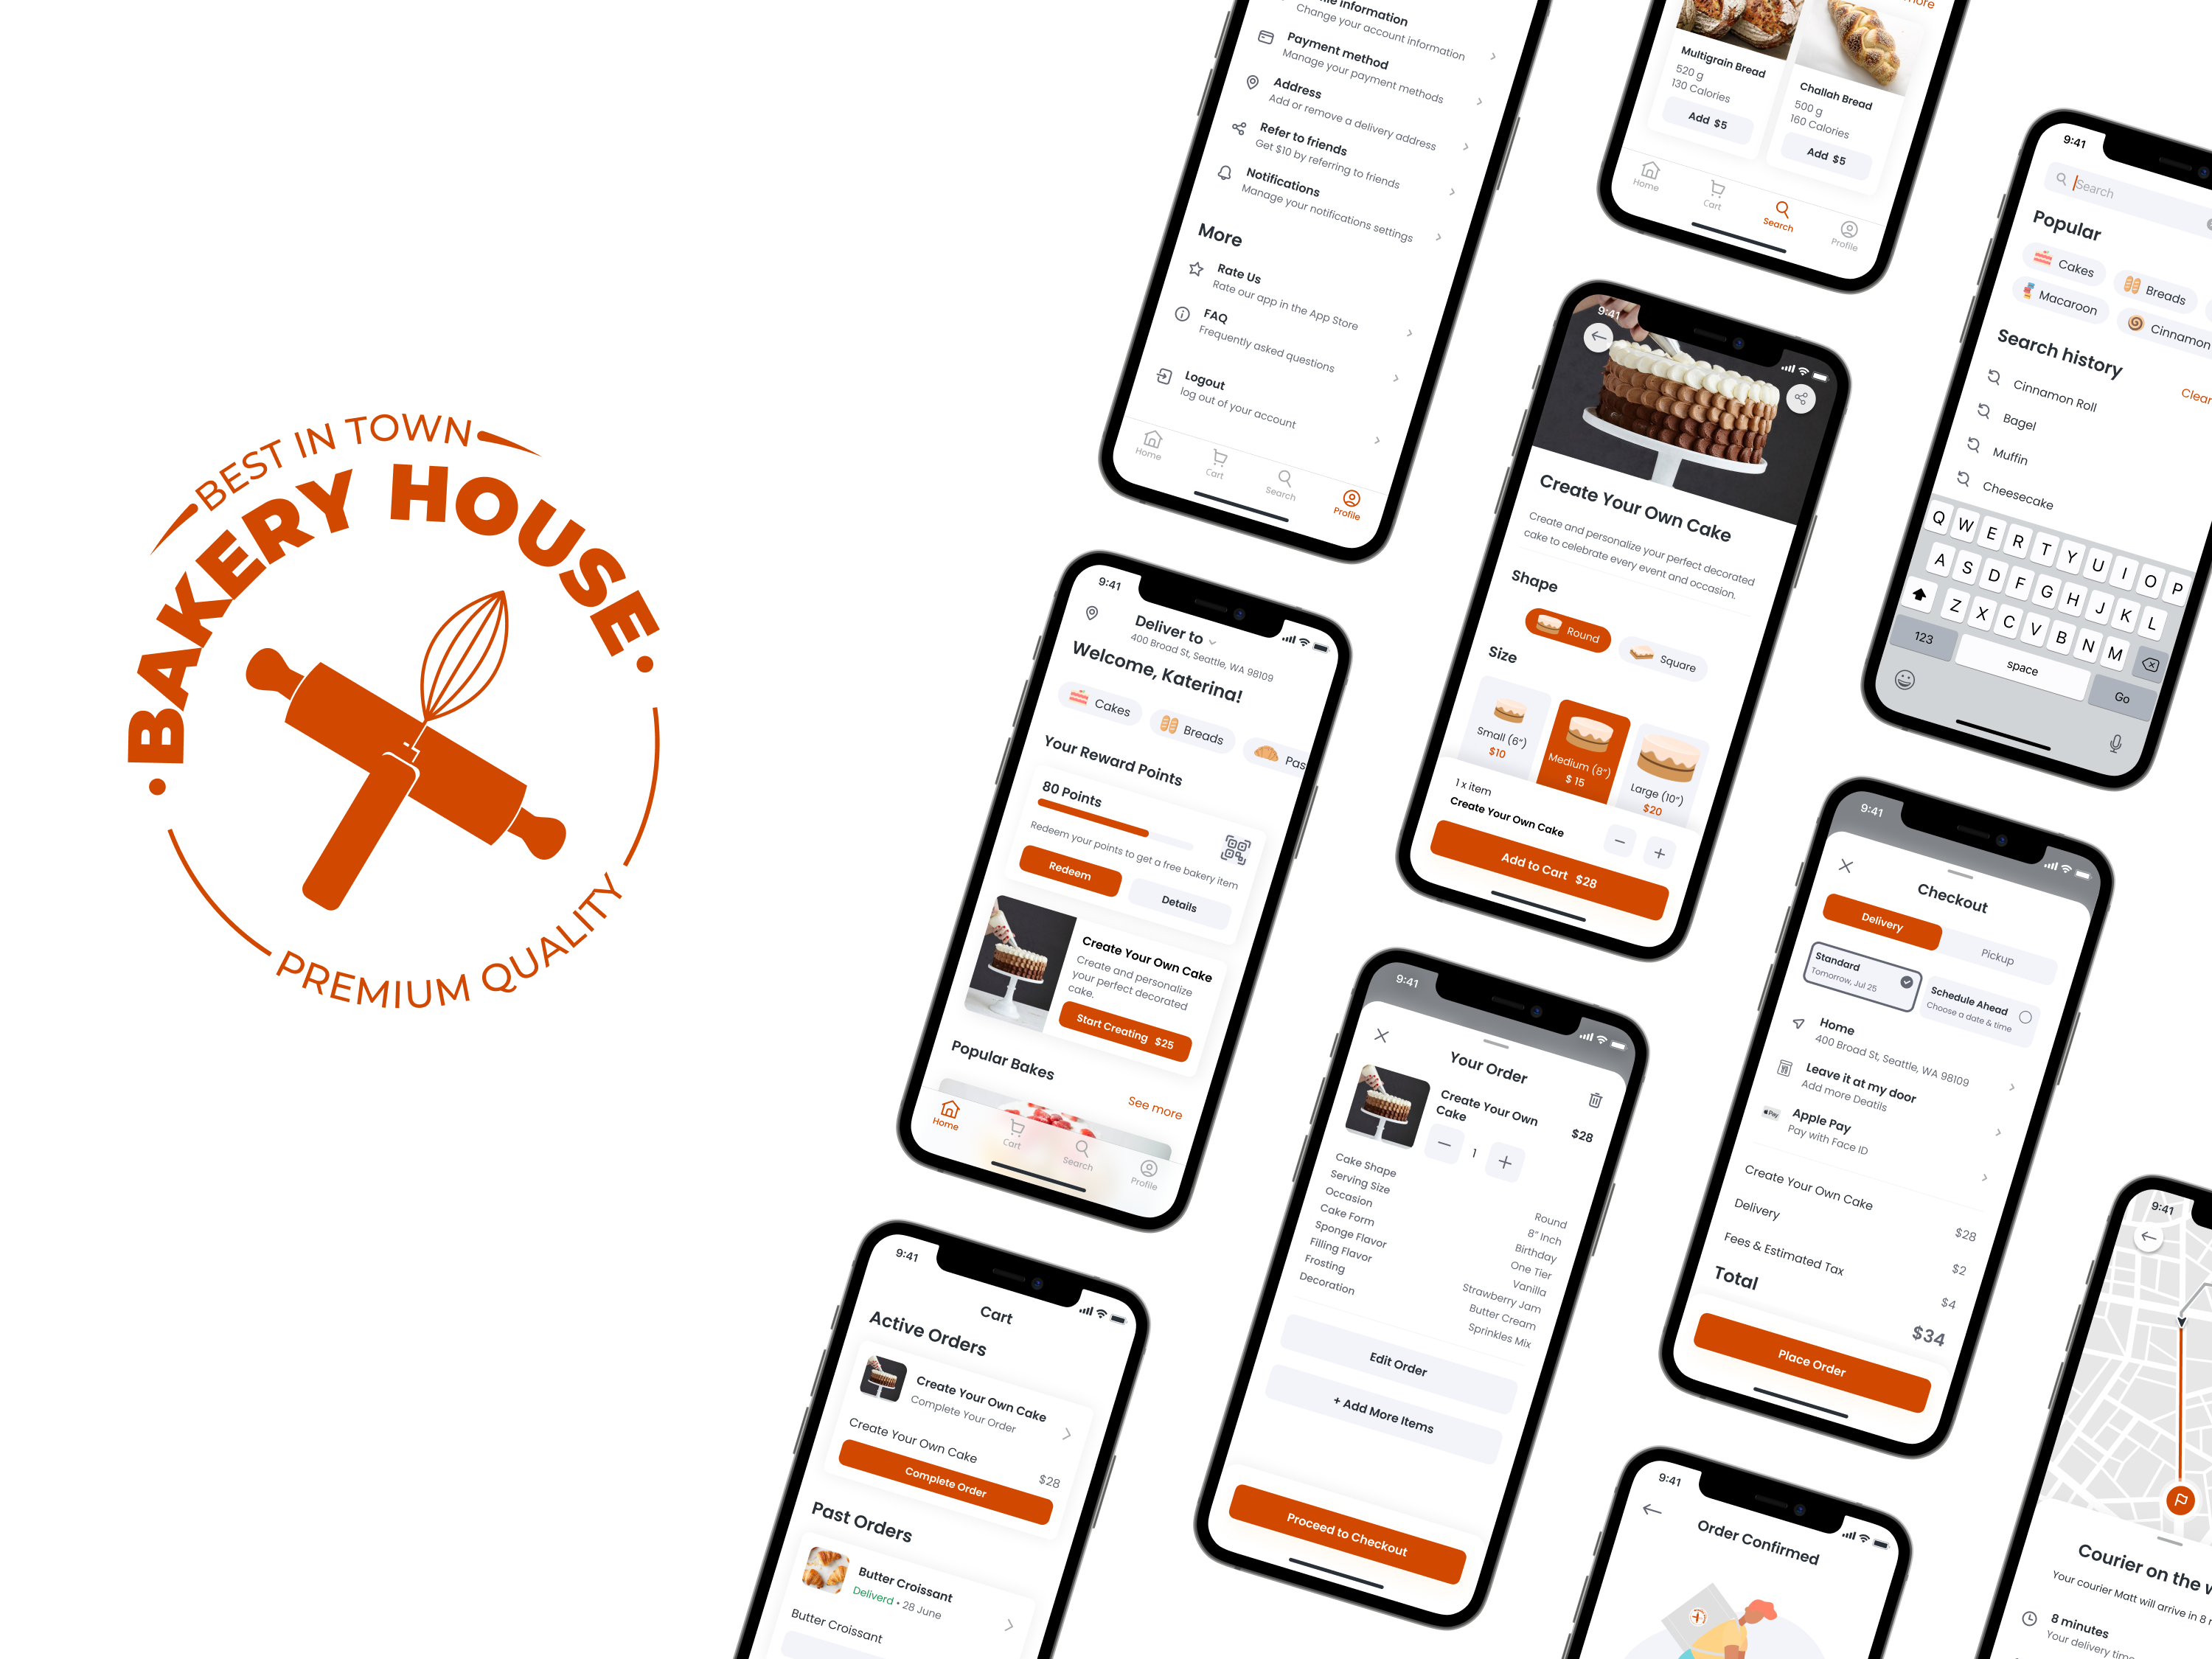 BEST IN TOWN
BAKERY HOUSE
PREMIUM QUALITY
information
Change your account information
Payment method
Manage your payment methods
Address
Add or remove a delivery address
Refer to friends
Get $10 by referring to friends
Notifications
Manage your notifications settings
More
Rate Us
Rate our app in the App Store
FAQ
Frequently asked questions
Logout
log out of your account
Home
Cart
Search
Profile
more
Multigrain Bread
520 g
130 Calories
Add $5
Challah Bread
500 g
160 Calories
Add $5
Home
Cart
Search
Profile
9:41
Search
Popular
Cakes
Breads
Macaroon
Cinnamon
Search history
Clear
Cinnamon Roll
Bagel
Muffin
Cheesecake
Q W E R T Y U I O P
A S D F G H J K L
Z X C V B N M
123
space
Go
9:41
Create Your Own Cake
Create and personalize your perfect decorated
cake to celebrate every event and occasion.
Shape
Round
Square
Size
Small (6")
$10
Medium (8")
$ 15
Large (10")
$20
1 x item
Create Your Own Cake
Add to Cart $28
9:41
Deliver to
400 Broad St, Seattle, WA 98109
Welcome, Katerina!
Cakes
Breads
Pas
Your Reward Points
80 Points
Redeem your points to get a free bakery item
Redeem
Details
Create Your Own Cake
Create and personalize
your perfect decorated
cake.
Start Creating $25
Popular Bakes
See more
Home
Cart
Search
Profile
9:41
Checkout
Delivery
Pickup
Standard
Tomorrow, Jul 25
Schedule Ahead
Choose a date & time
Home
400 Broad St, Seattle, WA 98109
Leave it at my door
Add more Deatils
Pay
Apple Pay
Pay with Face ID
Create Your Own Cake
$28
Delivery
$2
Fees & Estimated Tax
$4
Total
$34
Place Order
9:41
Your Order
Create Your Own
Cake
$28
1
Cake Shape
Round
Serving Size
8" Inch
Occasion
Birthday
Cake Form
One Tier
Sponge Flavor
Vanilla
Filling Flavor
Strawberry Jam
Frosting
Butter Cream
Decoration
Sprinkles Mix
Edit Order
+ Add More Items
Proceed to Checkout
9:41
Cart
Active Orders
Create Your Own Cake
Complete Your Order
Create Your Own Cake
$28
Complete Order
Past Orders
Butter Croissant
Deliverd • 28 June
Butter Croissant
9:41
Order Confirmed
9:41
Courier on the
Your courier Matt will arrive in 8
8 minutes
Your delivery time